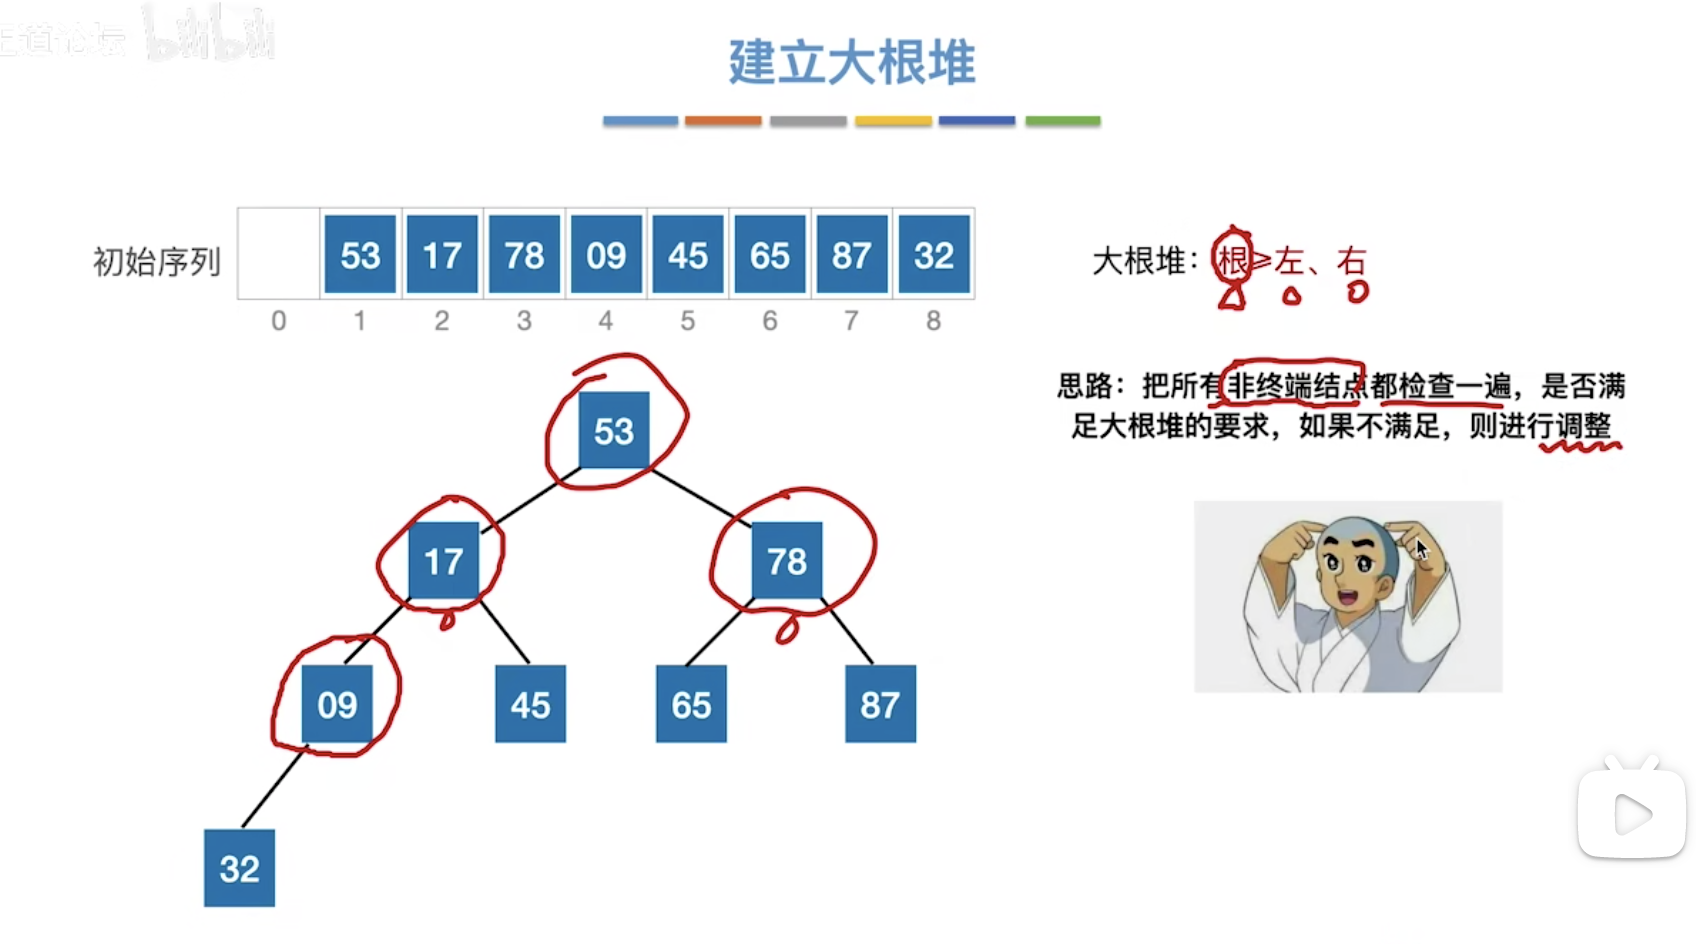 王道论坛 bilibili
建立大根堆
初始序列 53 17 78 09 45 65 87 32
0 1 2 3 4 5 6 7 8
大根堆：根≥左、右
思路：把所有非终端结点都检查一遍，是否满
足大根堆的要求，如果不满足，则进行调整
53
17 78
09 45 65 87
32